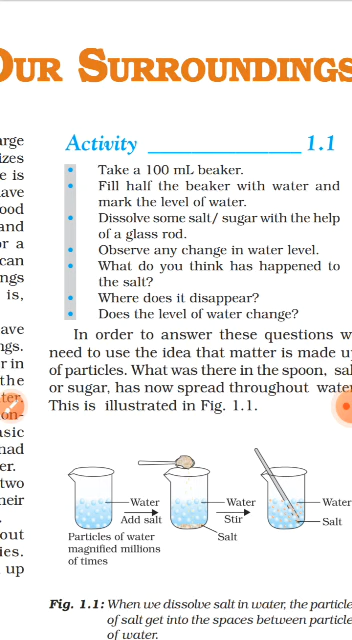 OUR SURROUNDINGS
Activity 1.1
• Take a 100 mL beaker.
• Fill half the beaker with water and
mark the level of water.
• Dissolve some salt/ sugar with the help
of a glass rod.
• Observe any change in water level.
• What do you think has happened to
the salt?
• Where does it disappear?
• Does the level of water change?
In order to answer these questions w
need to use the idea that matter is made u
of particles. What was there in the spoon, sal
or sugar, has now spread throughout water
This is illustrated in Fig. 1.1.
arge
izes
e is
ave
ood
and
or a
can
ngs
is,
ave
ngs.
r in
the
ter.
on-
asic
had
er.
two
heir
.
out
ies.
up
Water
Water
Water
Add salt
Stir
Salt
Salt
Particles of water
magnified millions
of times
Fig. 1.1: When we dissolve salt in water, the particle
of salt get into the spaces between particle
of water.